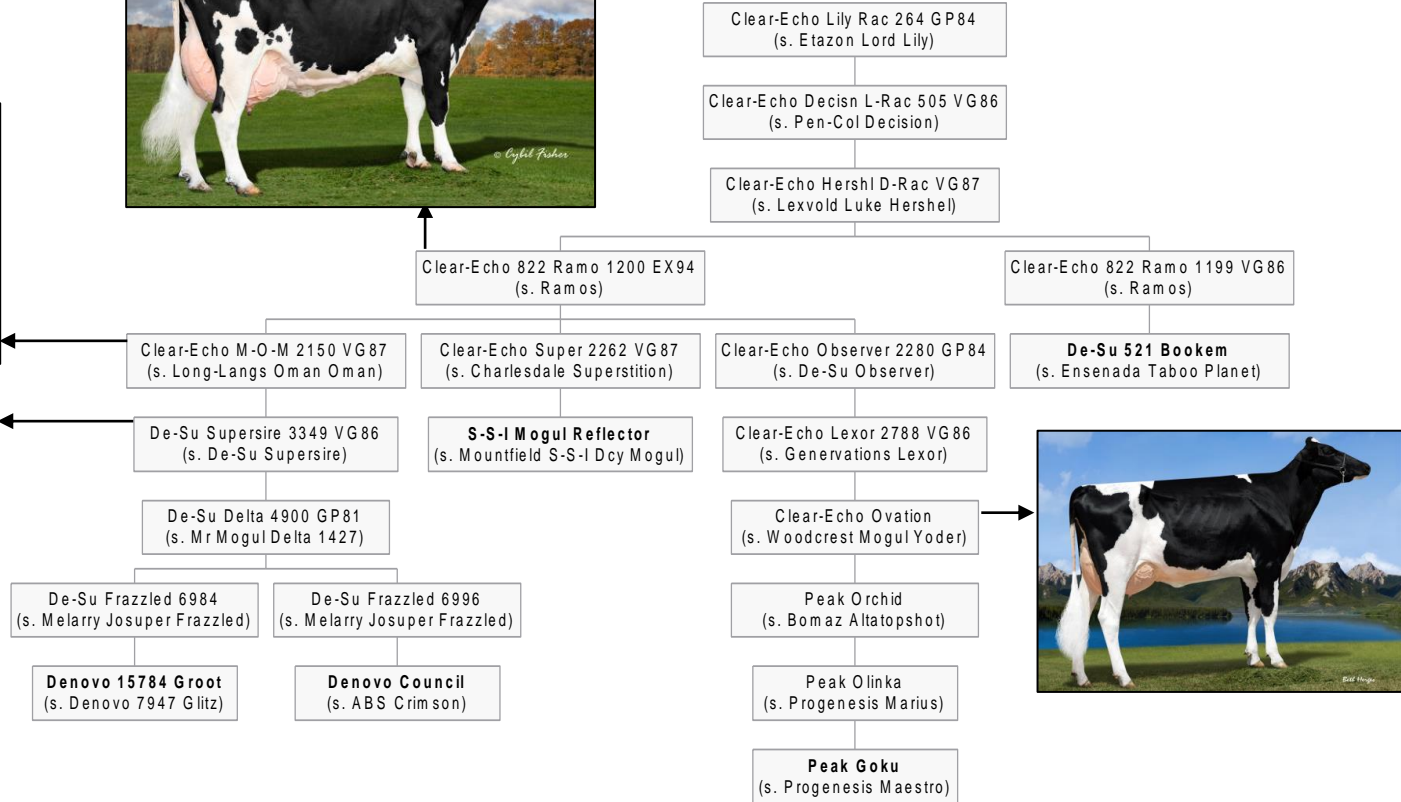 Clear-Echo Lily Rac 264 GP84
(s. Etazon Lord Lily)
Clear-Echo Decisn L-Rac 505 VG86
(s. Pen-Col Decision)
© Cybil Fisher
Clear-Echo Hershl D-Rac VG87
(s. Lexvold Luke Hershel)
Clear-Echo 822 Ramo 1200 EX94
(s. Ramos)
Clear-Echo 822 Ramo 1199 VG86
(s. Ramos)
Clear-Echo M-O-M 2150 VG87
(s. Long-Langs Oman Oman)
Clear-Echo Super 2262 VG87
(s. Charlesdale Superstition)
Clear-Echo Observer 2280 GP84
(s. De-Su Observer)
De-Su 521 Bookem
(s. Ensenada Taboo Planet)
De-Su Supersire 3349 VG86
(s. De-Su Supersire)
S-S-I Mogul Reflector
(s. Mountfield S-S-I Dcy Mogul)
Clear-Echo Lexor 2788 VG86
(s. Genervations Lexor)
De-Su Delta 4900 GP81
(s. Mr Mogul Delta 1427)
Clear-Echo Ovation
(s. Woodcrest Mogul Yoder)
De-Su Frazzled 6984
(s. Melarry Josuper Frazzled)
De-Su Frazzled 6996
(s. Melarry Josuper Frazzled)
Peak Orchid
(s. Bomaz Altatopshot)
Denovo 15784 Groot
(s. Denovo 7947 Glitz)
Denovo Council
(s. ABS Crimson)
Peak Olinka
(s. Progenesis Marius)
Peak Goku
(s. Progenesis Maestro)